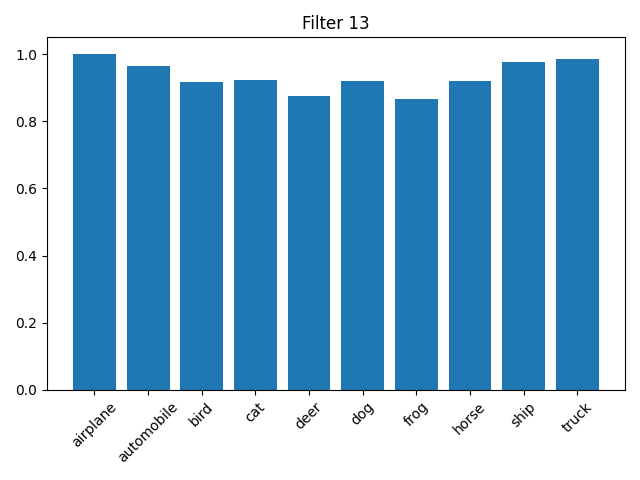 Filter 13
1.0
0.8
0.6
0.4
0.2
0.0
airplane
automobile
bird
cat
deer
dog
frog
horse
ship
truck